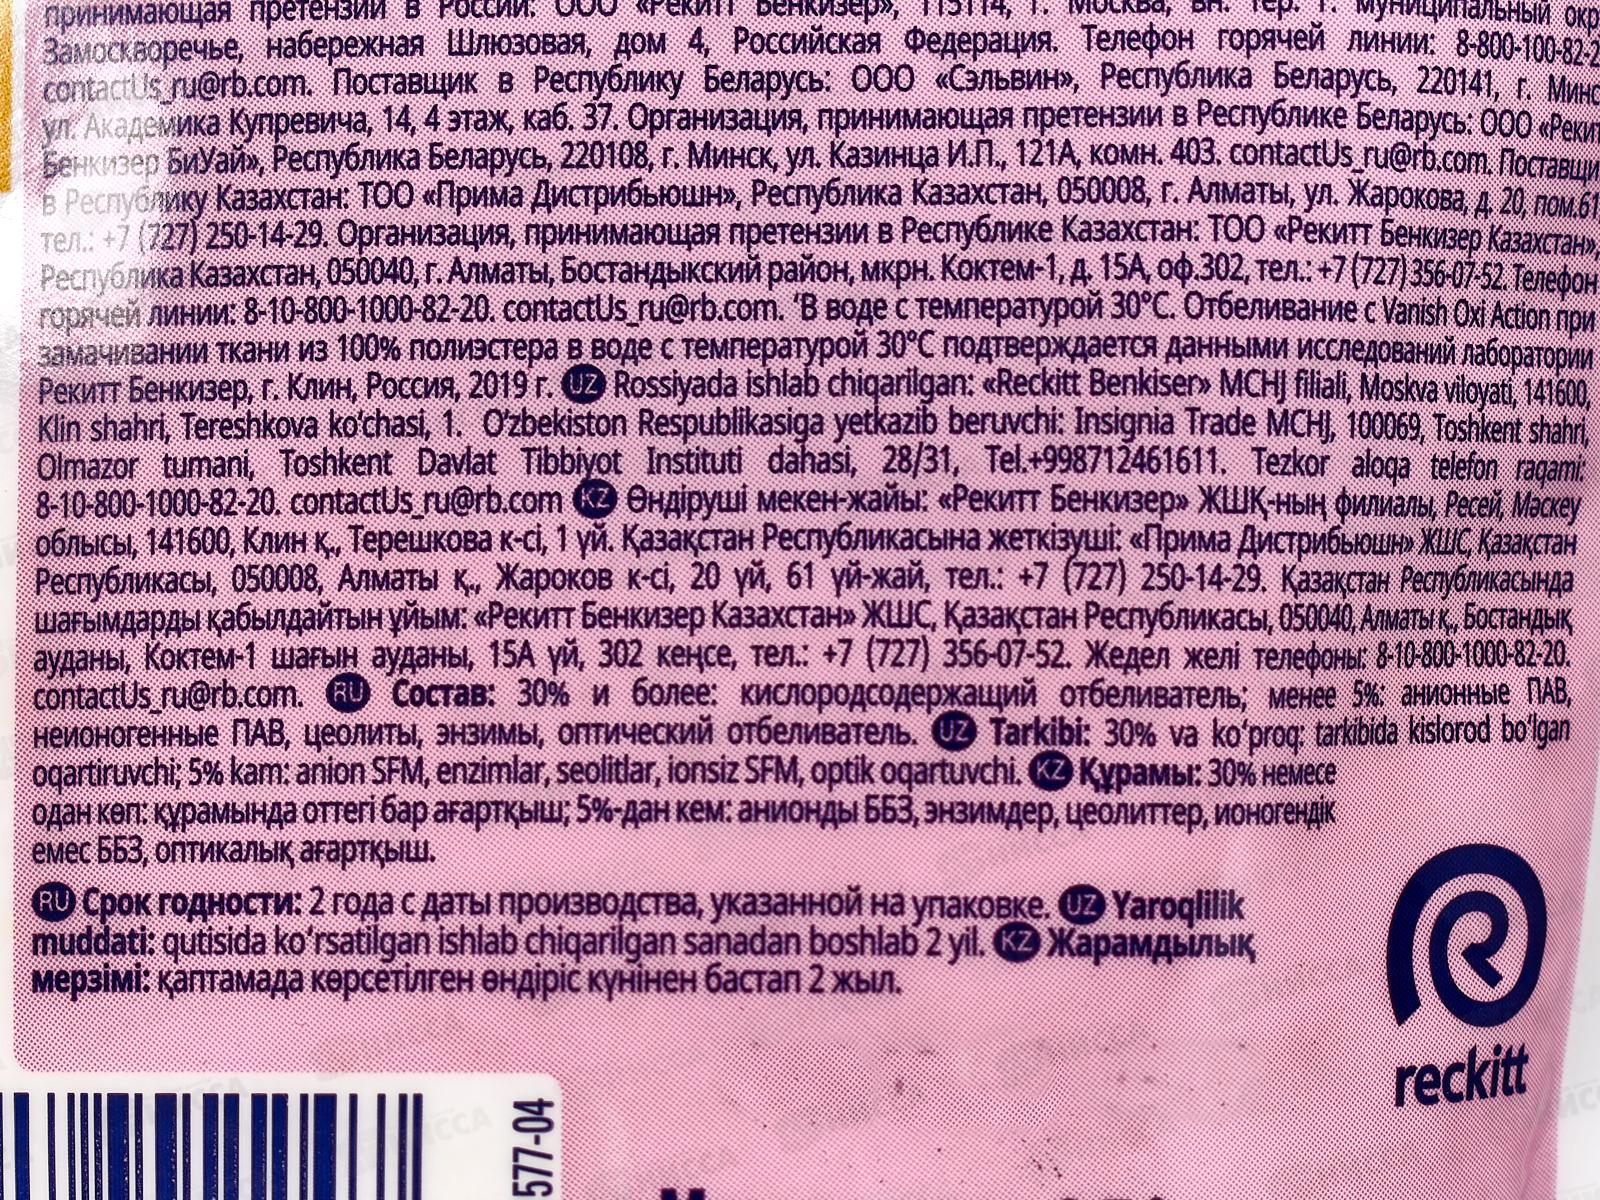 принимающая претензии в России: ООО «Рекитт Бенкизер», 115114, г. Москва, вн. тер. г. муниципальный окр
Замоскворечье, набережная Шлюзовая, дом 4, Российская Федерация. Телефон горячей линии: 8-800-100-82-2
contactUs_ru@rb.com. Поставщик в Республику Беларусь: ООО «Сэльвин», Республика Беларусь, 220141, г. Минс
ул. Академика Купревича, 14, 4 этаж, каб. 37. Организация, принимающая претензии в Республике Беларусь: ООО «Рекит
Бенкизер БиУай», Республика Беларусь, 220108, г. Минск, ул. Казинца И.П., 121А, комн. 403. contactUs_ru@rb.com. Поставщи
в Республику Казахстан: ТОО «Прима Дистрибьюшн», Республика Казахстан, 050008, г. Алматы, ул. Жарокова, д. 20, пом.61
тел.: +7 (727) 250-14-29. Организация, принимающая претензии в Республике Казахстан: ТОО «Рекитт Бенкизер Казахстан»,
Республика Казахстан, 050040, г. Алматы, Бостандыкский район, мкрн. Коктем-1, д. 15А, оф.302, тел.: +7 (727) 356-07-52. Телефон
горячей линии: 8-10-800-1000-82-20. contactUs_ru@rb.com. ‘В воде с температурой 30°C. Отбеливание с Vanish Oxi Action при
замачивании ткани из 100% полиэстера в воде с температурой 30°C подтверждается данными исследований лаборатории
Рекитт Бенкизер, г. Клин, Россия, 2019 г. UZ Rossiyada ishlab chiqarilgan: «Reckitt Benkiser» MCHJ filiali, Moskva viloyati, 141600,
Klin shahri, Tereshkova ko‘chasi, 1. O‘zbekiston Respublikasiga yetkazib beruvchi: Insignia Trade MCHJ, 100069, Toshkent shahri,
Olmazor tumani, Toshkent Davlat Tibbiyot Instituti dahasi, 28/31, Tel.+998712461611. Tezkor aloqa telefon raqami:
8-10-800-1000-82-20. contactUs_ru@rb.com KZ Өндіруші мекен-жайы: «Рекитт Бенкизер» ЖШҚ-ның филиалы, Ресей, Мәскеу
облысы, 141600, Клин қ., Терешкова к-сі, 1 үй. Қазақстан Республикасына жеткізуші: «Прима Дистрибьюшн» ЖШС, Қазақстан
Республикасы, 050008, Алматы қ., Жароков к-сі, 20 үй, 61 үй-жай, тел.: +7 (727) 250-14-29. Қазақстан Республикасында
шағымдарды қабылдайтын ұйым: «Рекитт Бенкизер Казахстан» ЖШС, Қазақстан Республикасы, 050040, Алматы қ., Бостандық
ауданы, Коктем-1 шағын ауданы, 15А үй, 302 кеңсе, тел.: +7 (727) 356-07-52. Жедел желі телефоны: 8-10-800-1000-82-20.
contactUs_ru@rb.com. RU Состав: 30% и более: кислородсодержащий отбеливатель; менее 5%: анионные ПАВ,
неионогенные ПАВ, цеолиты, энзимы, оптический отбеливатель. UZ Tarkibi: 30% va ko‘proq: tarkibida kislorod bo‘lgan
oqartiruvchi; 5% kam: anion SFM, enzimlar, seolitlar, ionsiz SFM, optik oqartuvchi. KZ Құрамы: 30% немесе
одан көп: құрамында оттегі бар ағартқыш; 5%-дан кем: анионды ББЗ, энзимдер, цеолиттер, ионогендік
емес ББЗ, оптикалық ағартқыш.
RU Срок годности: 2 года с даты производства, указанной на упаковке. UZ Yaroqlilik
muddati: qutisida ko‘rsatilgan ishlab chiqarilgan sanadan boshlab 2 yil. KZ Жарамдылық
мерзімі: қаптамада көрсетілген өндіріс күнінен бастап 2 жыл.
reckitt
577-04